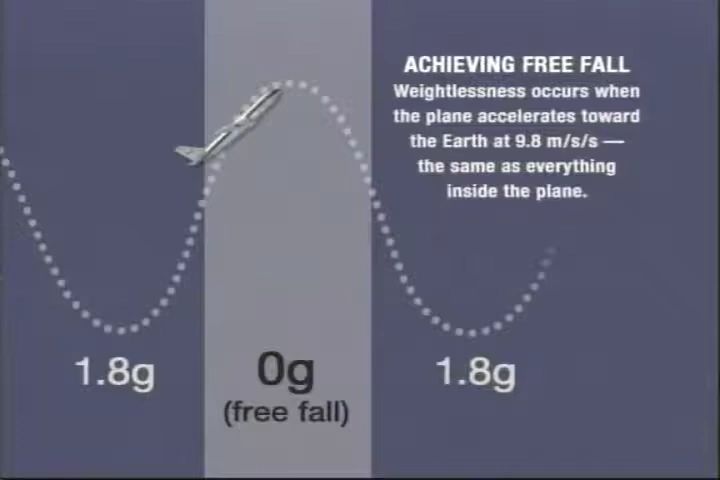 ACHIEVING FREE FALL
Weightlessness occurs when
the plane accelerates toward
the Earth at 9.8 m/s/s —
the same as everything
inside the plane.
1.8g
0g
(free fall)
1.8g